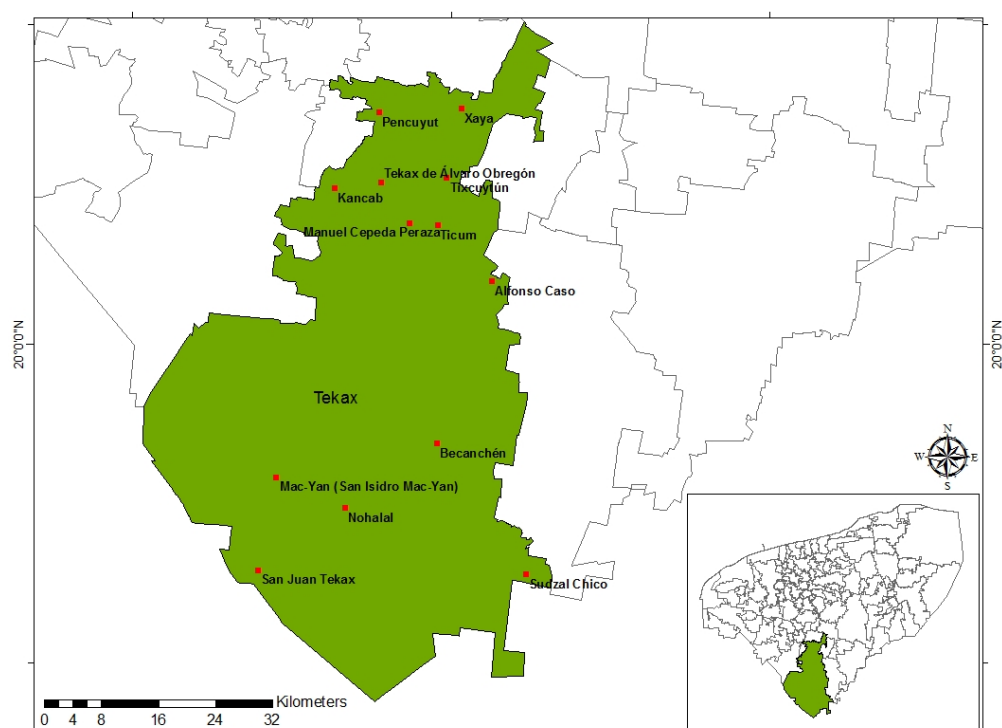 Pencuyut
Xaya
Tekax de Álvaro Obregón
Tixcuytún
Kancab
Manuel Cepeda Peraza
Ticum
Alfonso Caso
20°0'0"N
20°0'0"N
Tekax
Becanchén
N
W
E
S
Mac-Yan (San Isidro Mac-Yan)
Nohalal
San Juan Tekax
Sudzal Chico
Kilometers
0 4 8 16 24 32